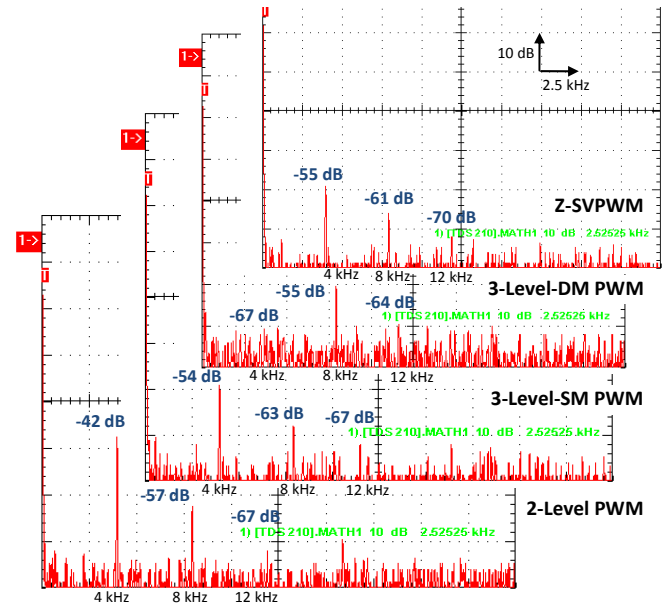 10 dB
2.5 kHz
1->
T
-55 dB
-61 dB
-70 dB
Z-SVPWM
1) [TDS 210].MATH1 10 dB 2.52525 kHz
4 kHz 8 kHz 12 kHz
1->
T
-55 dB
-64 dB
-67 dB
3-Level-DM PWM
1) [TDS 210].MATH1 10 dB 2.52525 kHz
4 kHz 8 kHz 12 kHz
1->
T
-54 dB
-63 dB
-67 dB
3-Level-SM PWM
1) [TDS 210].MATH1 10 dB 2.52525 kHz
4 kHz 8 kHz 12 kHz
T
-42 dB
-57 dB
-67 dB
2-Level PWM
1) [TDS 210].MATH1 10 dB 2.52525 kHz
4 kHz 8 kHz 12 kHz